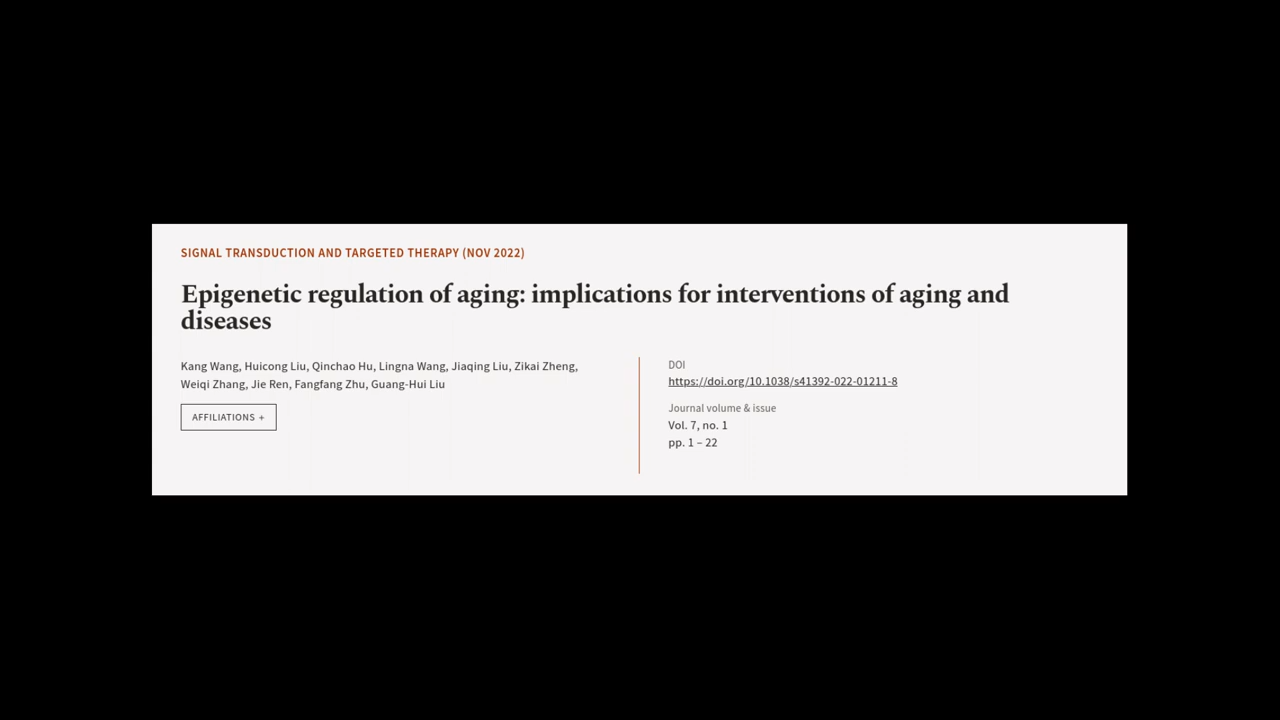 SIGNAL TRANSDUCTION AND TARGETED THERAPY (NOV 2022)
Epigenetic regulation of aging: implications for interventions of aging and
diseases
Kang Wang, Huicong Liu, Qinchao Hu, Lingna Wang, Jiaqing Liu, Zikai Zheng,
Weiqi Zhang, Jie Ren, Fangfang Zhu, Guang-Hui Liu
AFFILIATIONS +
DOI
https://doi.org/10.1038/s41392-022-01211-8
Journal volume & issue
Vol. 7, no. 1
pp. 1 – 22